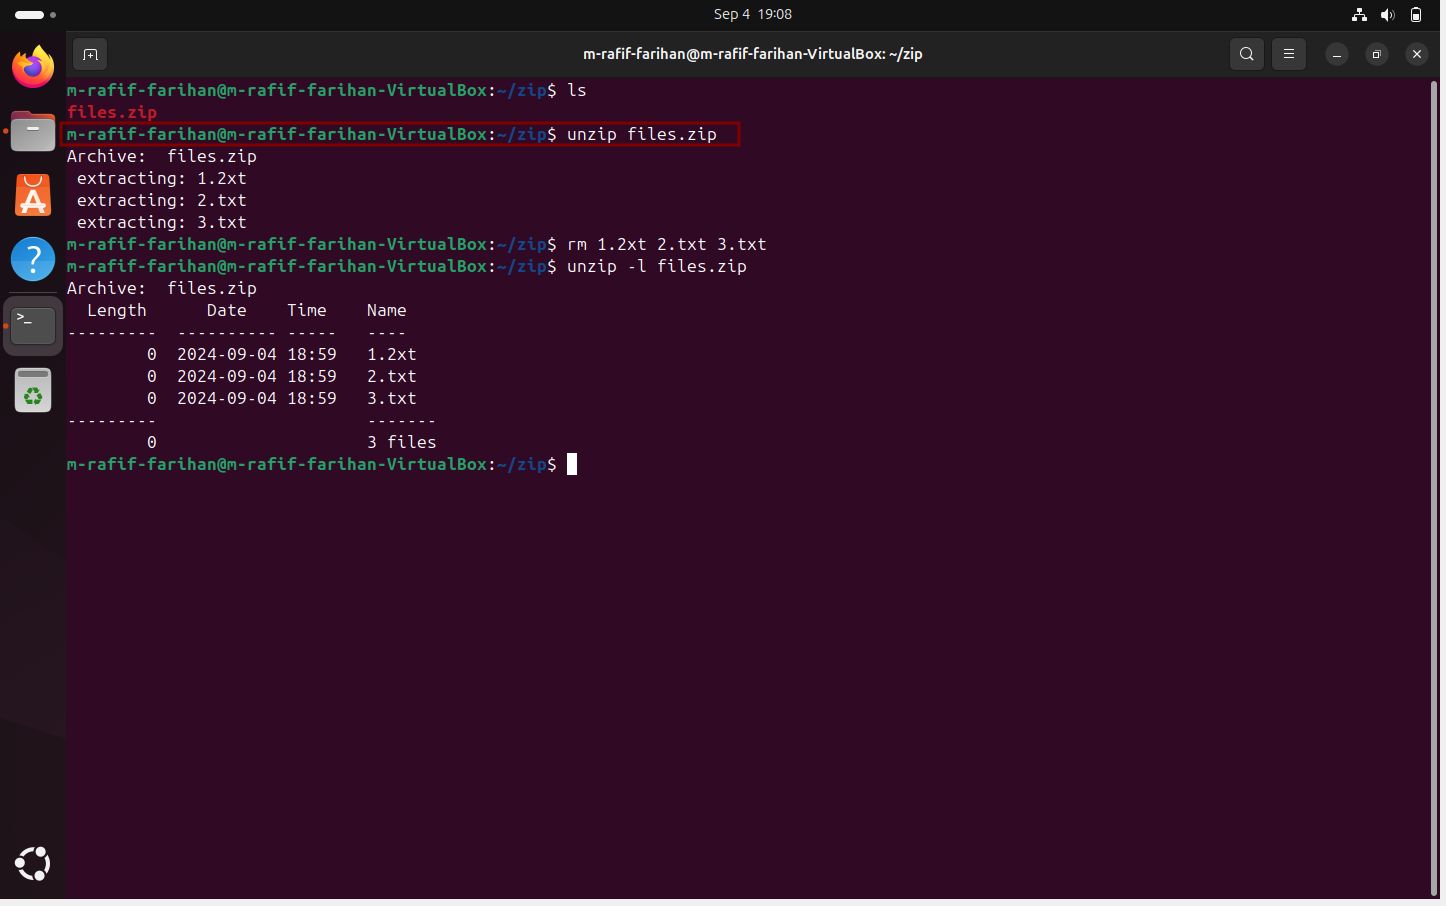 Sep 4 19:08
m-rafif-farihan@m-rafif-farihan-VirtualBox: ~/zip
m-rafif-farihan@m-rafif-farihan-VirtualBox:~/zip$ ls
files.zip
m-rafif-farihan@m-rafif-farihan-VirtualBox:~/zip$ unzip files.zip
Archive:  files.zip
 extracting: 1.2xt
 extracting: 2.txt
 extracting: 3.txt
m-rafif-farihan@m-rafif-farihan-VirtualBox:~/zip$ rm 1.2xt 2.txt 3.txt
m-rafif-farihan@m-rafif-farihan-VirtualBox:~/zip$ unzip -l files.zip
Archive:  files.zip
  Length      Date    Time    Name
---------  ---------- -----   ----
        0  2024-09-04 18:59   1.2xt
        0  2024-09-04 18:59   2.txt
        0  2024-09-04 18:59   3.txt
---------                     -------
        0                     3 files
m-rafif-farihan@m-rafif-farihan-VirtualBox:~/zip$